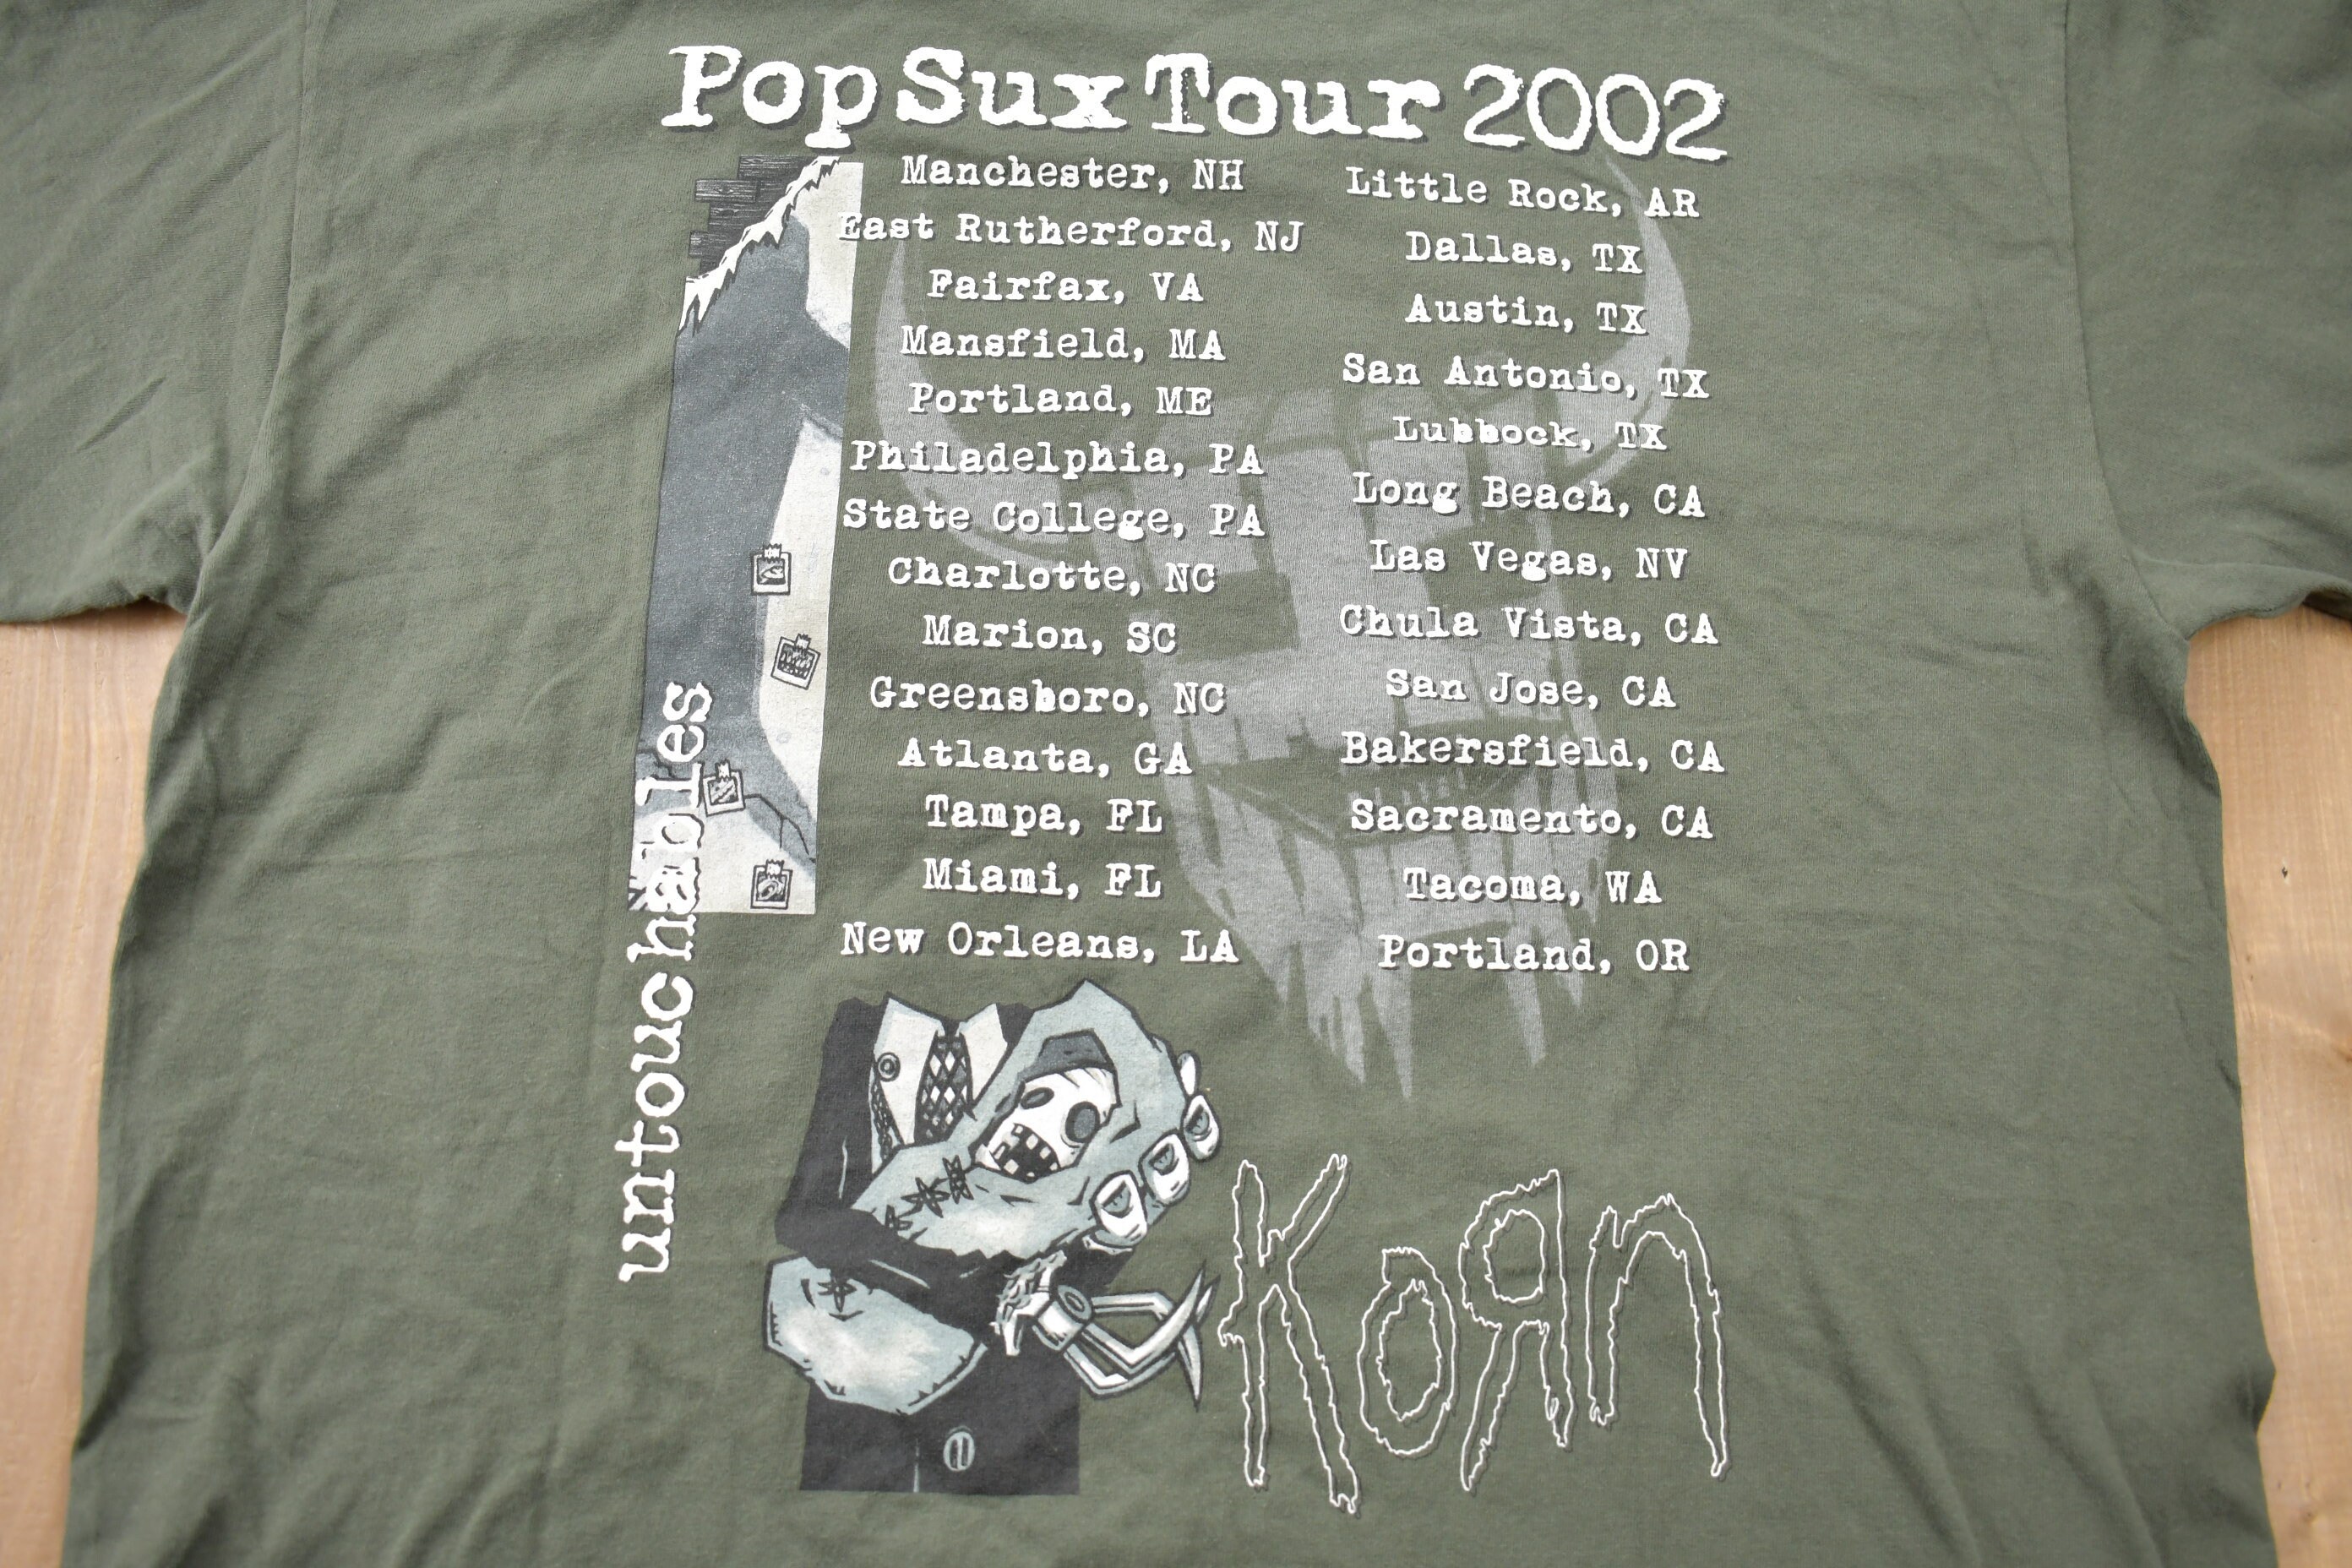 Pop Sux Tour 2002
Manchester, NH
East Rutherford, NJ
Fairfax, VA
Mansfield, MA
Portland, ME
Philadelphia, PA
State College, PA
Charlotte, NC
Marion, SC
Greensboro, NC
Atlanta, GA
Tampa, FL
Miami, FL
New Orleans, LA
Little Rock, AR
Dallas, TX
Austin, TX
San Antonio, TX
Lubbock, TX
Long Beach, CA
Las Vegas, NV
Chula Vista, CA
San Jose, CA
Bakersfield, CA
Sacramento, CA
Tacoma, WA
Portland, OR
untouchables
KoЯn